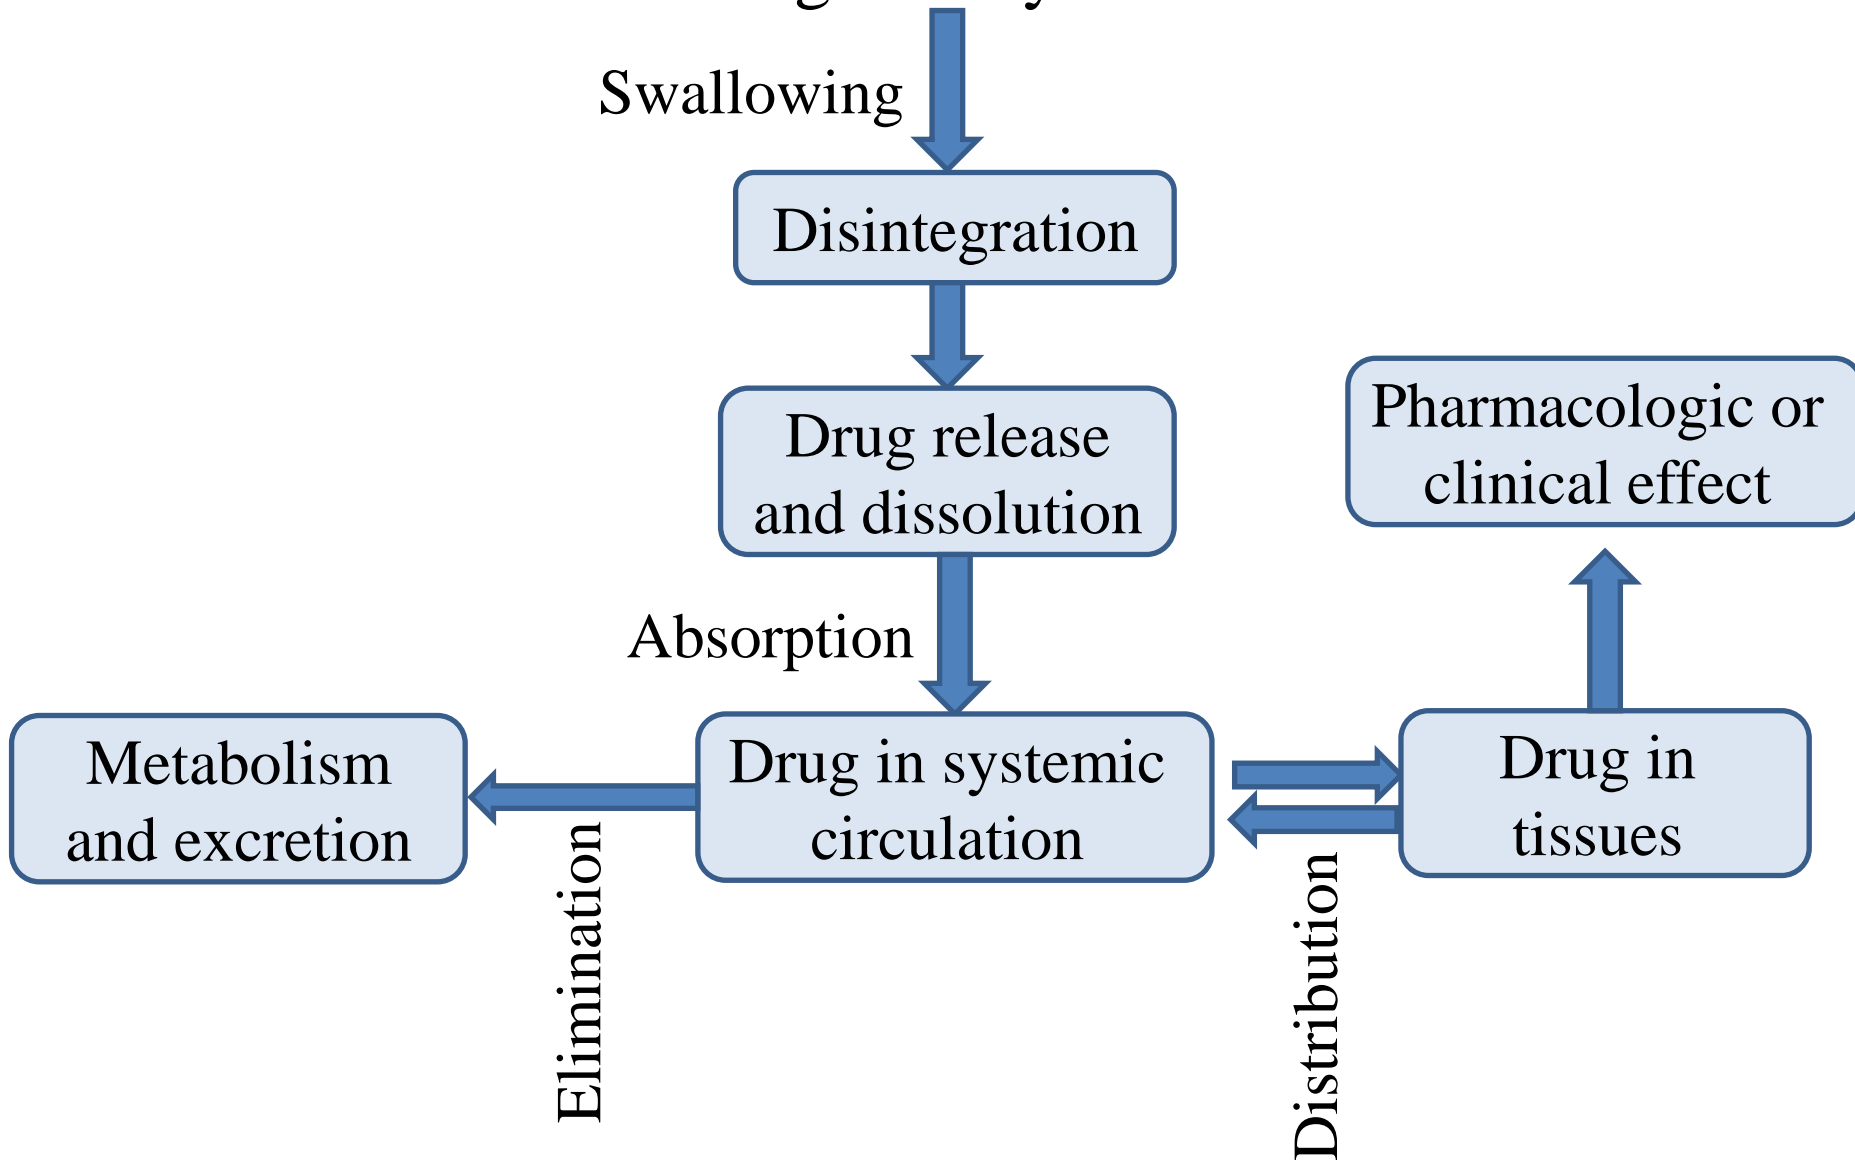 Swallowing
Disintegration
Drug release
and dissolution
Pharmacologic or
clinical effect
Absorption
Metabolism
and excretion
Drug in systemic
circulation
Drug in
tissues
Elimination
Distribution